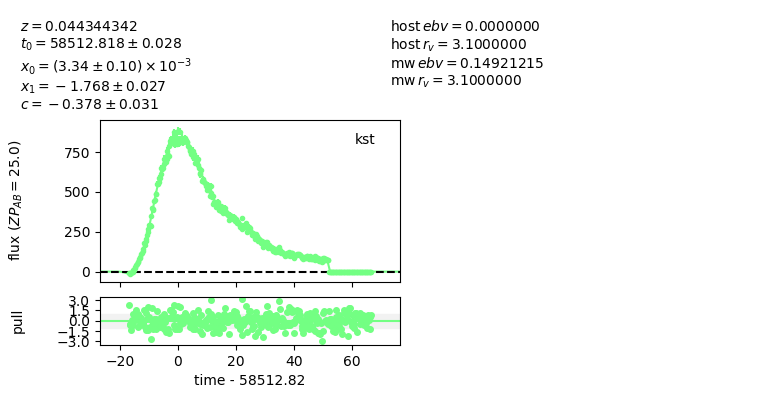 z = 0.044344342
t₀ = 58512.818 ± 0.028
x₀ = (3.34 ± 0.10) × 10⁻³
x₁ = −1.768 ± 0.027
c = −0.378 ± 0.031
host ebv = 0.0000000
host r_v = 3.1000000
mw ebv = 0.14921215
mw r_v = 3.1000000
kst
flux (ZP_AB = 25.0)
750
500
250
0
pull
3.0
1.5
0.0
−1.5
−3.0
−20 0 20 40 60
time - 58512.82